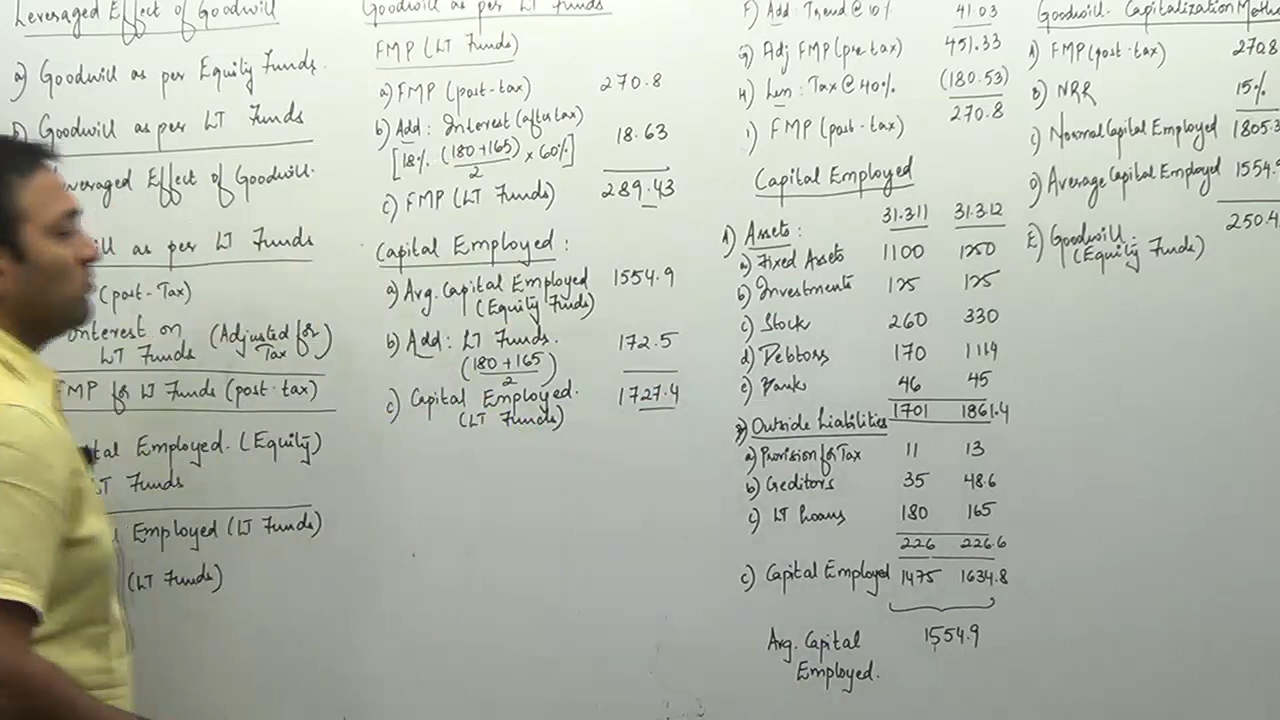 Leveraged Effect of Goodwill
a) Goodwill as per Equity Funds.
Goodwill as per LT Funds
Leveraged Effect of Goodwill.
as per LT Funds
(post-Tax)
Interest on
LT Funds (Adjusted for Tax)
FMP for LT Funds (post-tax)
Employed. (Equity)
LT Funds
Employed (LT Funds)
(LT Funds)
Goodwill as per LT Funds
FMP (LT Funds)
a) FMP (post-tax) 270.8
b) Add: Interest (after tax) 18.63
[18% (180+165)/2 × 60%]
c) FMP (LT Funds) 289.43
Capital Employed:
a) Avg. Capital Employed 1554.9
(Equity Funds)
b) Add: LT Funds. 172.5
(180+165)/2
c) Capital Employed. 1727.4
(LT Funds)
F) Add: Trend @ 10% 41.03
G) Adj FMP (pre-tax) 451.33
H) Less: Tax @ 40% (180.53)
I) FMP (post-tax) 270.8
Capital Employed
31.3.11 31.3.12
A) Assets:
a) Fixed Assets 1100 1250
b) Investments 125 125
c) Stock 260 330
d) Debtors 170
e) Bank 46 45
1701 1861.4
B) Outside Liabilities
a) Provision for Tax 11 13
b) Creditors 35 48.6
c) LT Loans 180 165
226 226.6
C) Capital Employed 1475 1634.8
Avg. Capital 1554.9
Employed.
Goodwill - Capitalization
A) FMP (post-tax) 270.8
B) NRR 15%
C) Normal Capital Employed 1805.3
D) Average Capital Employed 1554.9
E) Goodwill - 250.4
(Equity Funds)